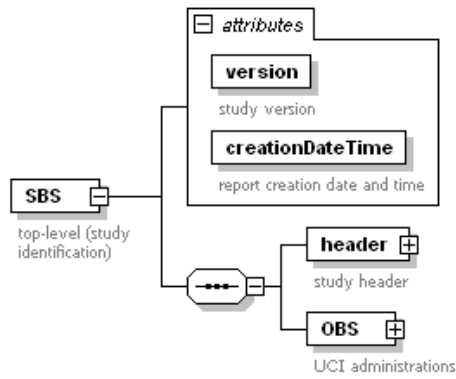 attributes
version
study version
creationDateTime
report creation date and time
SBS
top-level (study
identification)
header
study header
OBS
UCI administrations